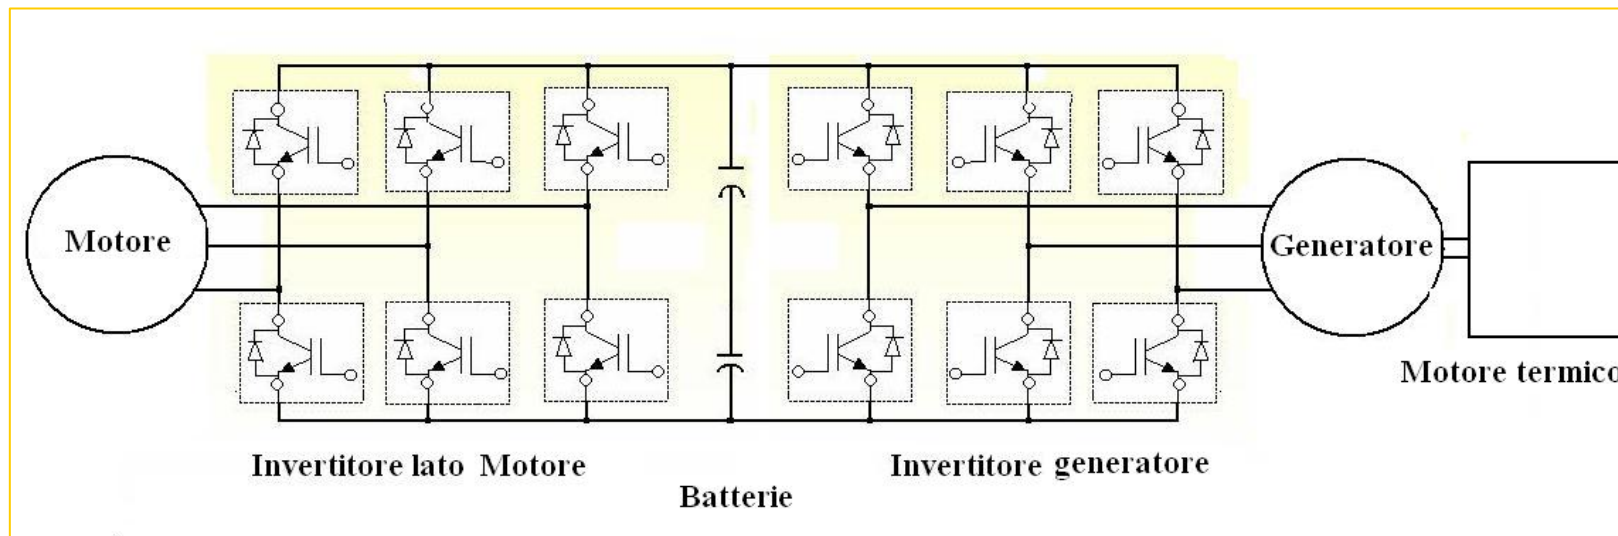 Motore
Generatore
Motore termico
Invertitore lato Motore
Invertitore generatore
Batterie